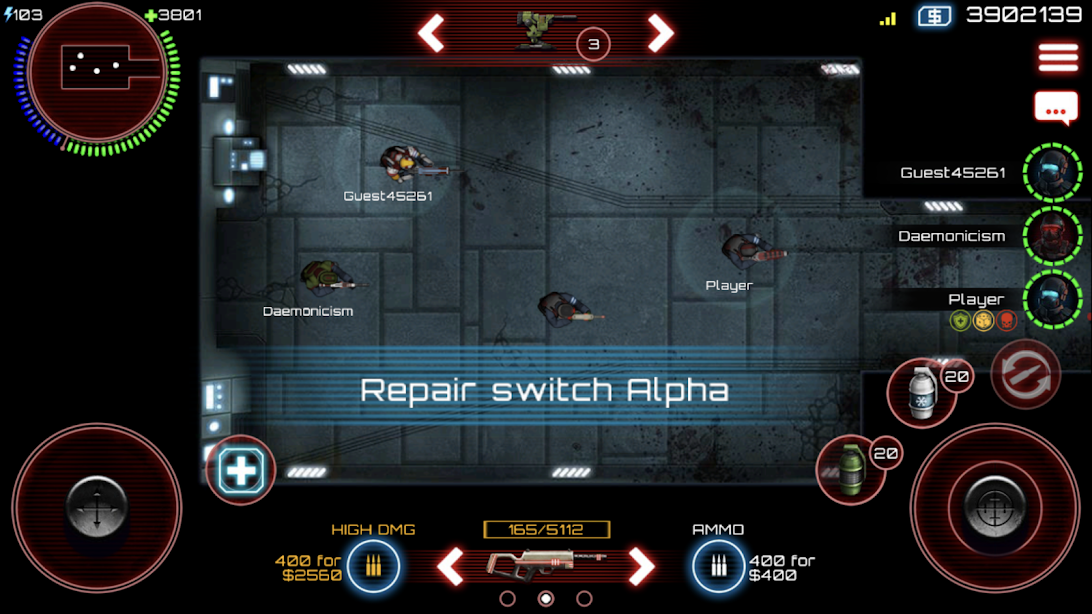 103
3801
3
3902139
Guest45261
Guest45261
Daemonicism
Player
Daemonicism
Player
Repair switch Alpha
20
20
HIGH DMG
165/5112
AMMO
400 for
$2560
400 for
$400